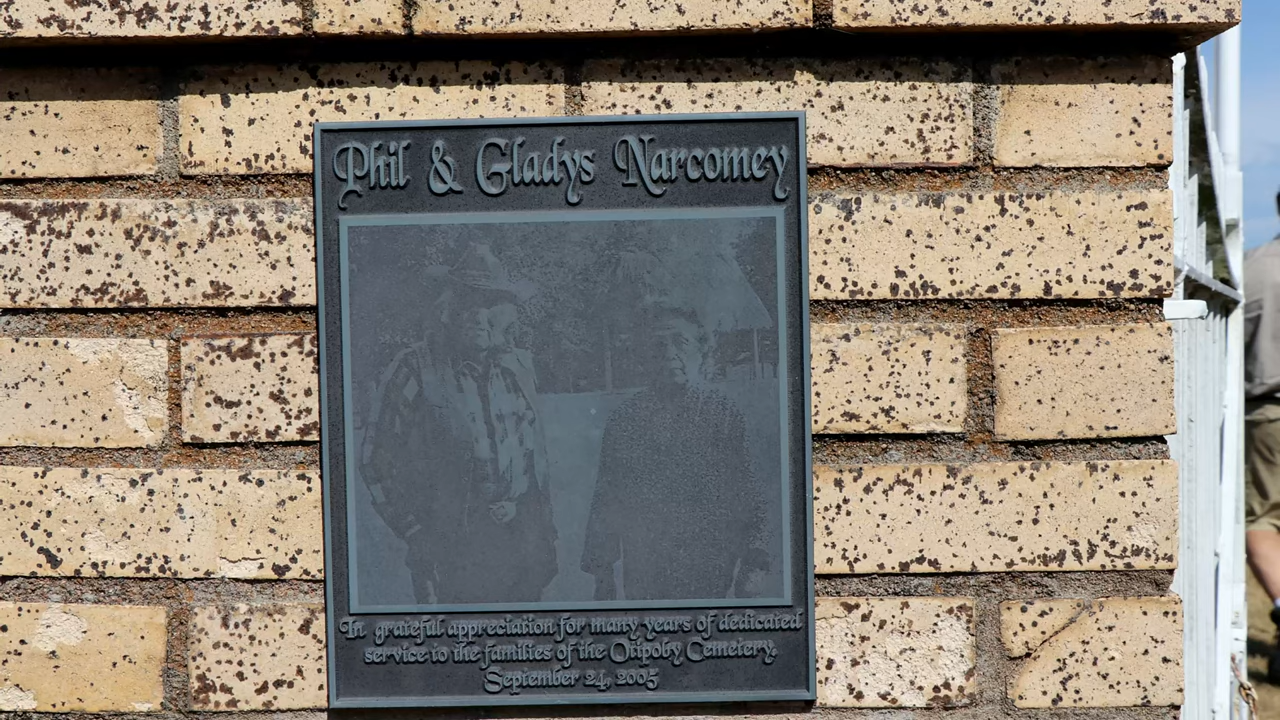 Phil & Gladys Narcomey
In grateful appreciation for many years of dedicated
service to the families of the Otipoby Cemetery.
September 24, 2005